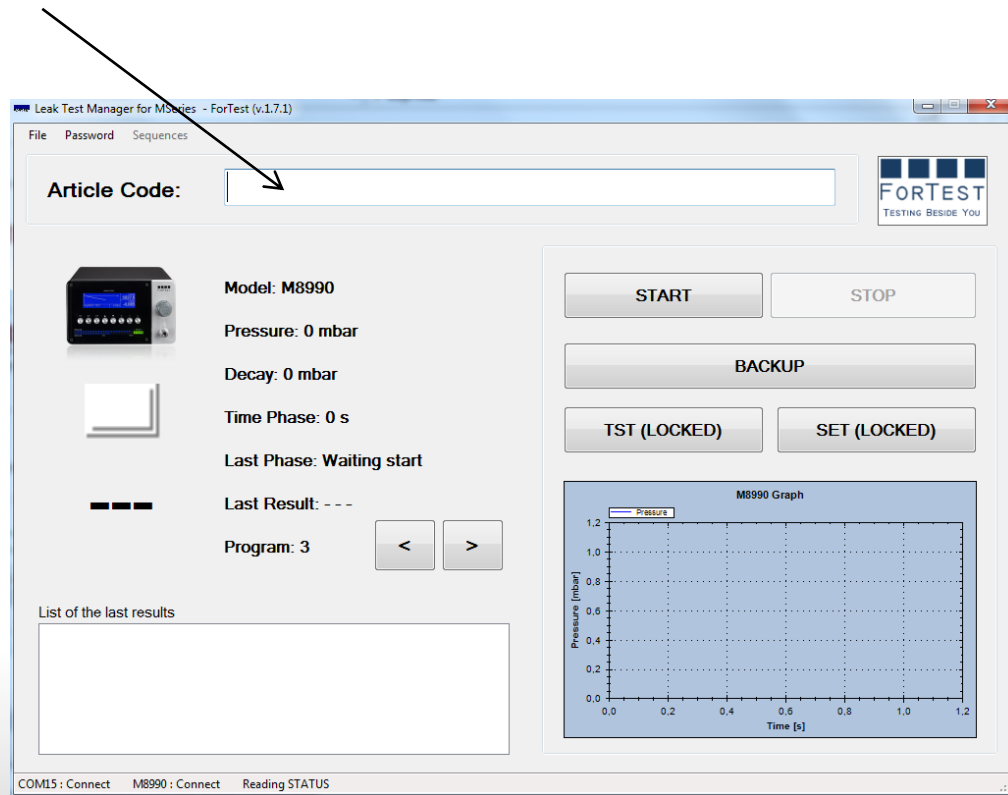 Leak Test Manager for MSeries - ForTest (v.1.7.1)
File Password Sequences
Article Code:
FORTEST
TESTING BESIDE YOU
Model: M8990
Pressure: 0 mbar
Decay: 0 mbar
Time Phase: 0 s
Last Phase: Waiting start
Last Result: - - -
Program: 3
< >
START STOP
BACKUP
TST (LOCKED) SET (LOCKED)
List of the last results
M8990 Graph
Pressure
Pressure [mbar]
1,2
1,0
0,8
0,6
0,4
0,2
0,0
0,0 0,2 0,4 0,6 0,8 1,0 1,2
Time [s]
COM15 : Connect M8990 : Connect Reading STATUS